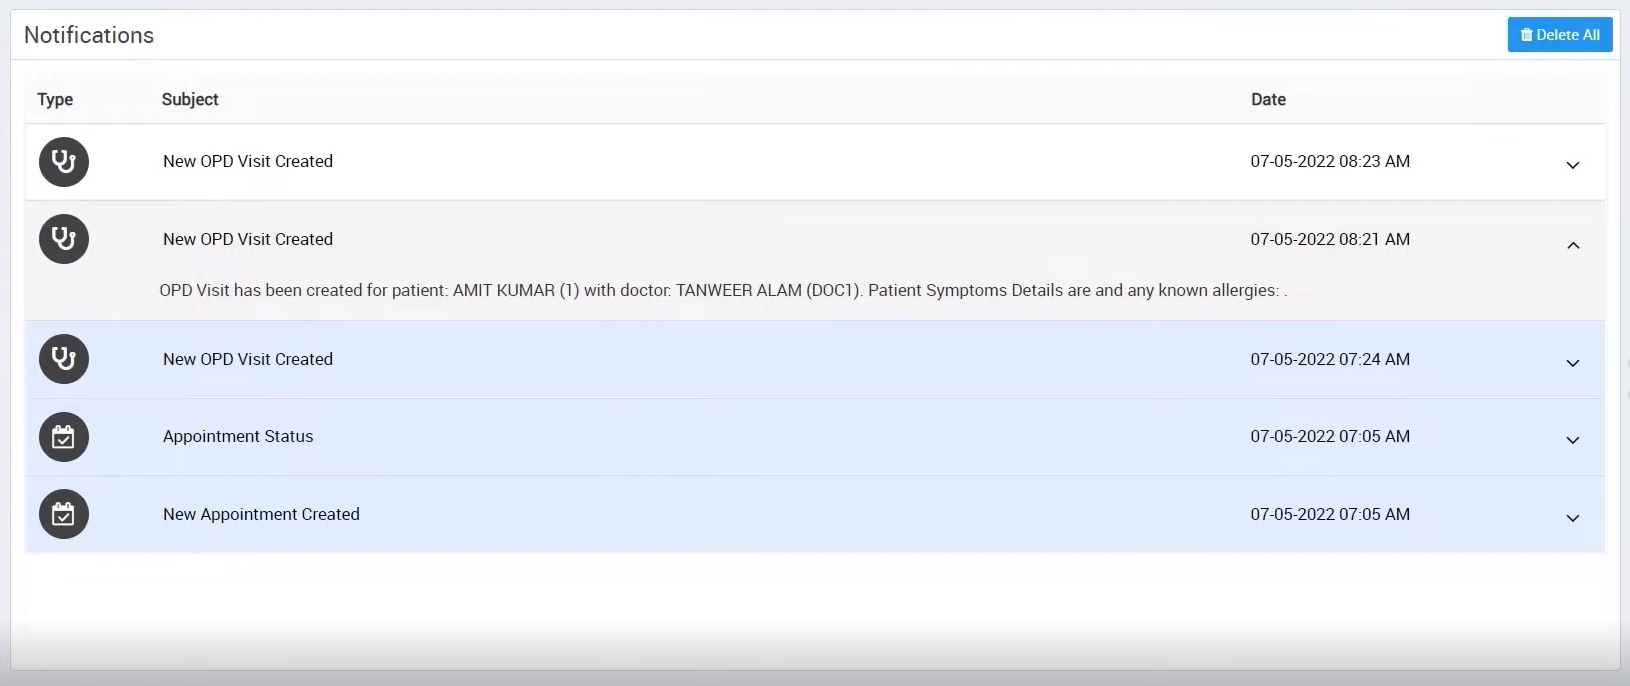 Notifications
Delete All
Type Subject Date
New OPD Visit Created 07-05-2022 08:23 AM
New OPD Visit Created 07-05-2022 08:21 AM
OPD Visit has been created for patient: AMIT KUMAR (1) with doctor: TANWEER ALAM (DOC1). Patient Symptoms Details are and any known allergies: .
New OPD Visit Created 07-05-2022 07:24 AM
Appointment Status 07-05-2022 07:05 AM
New Appointment Created 07-05-2022 07:05 AM